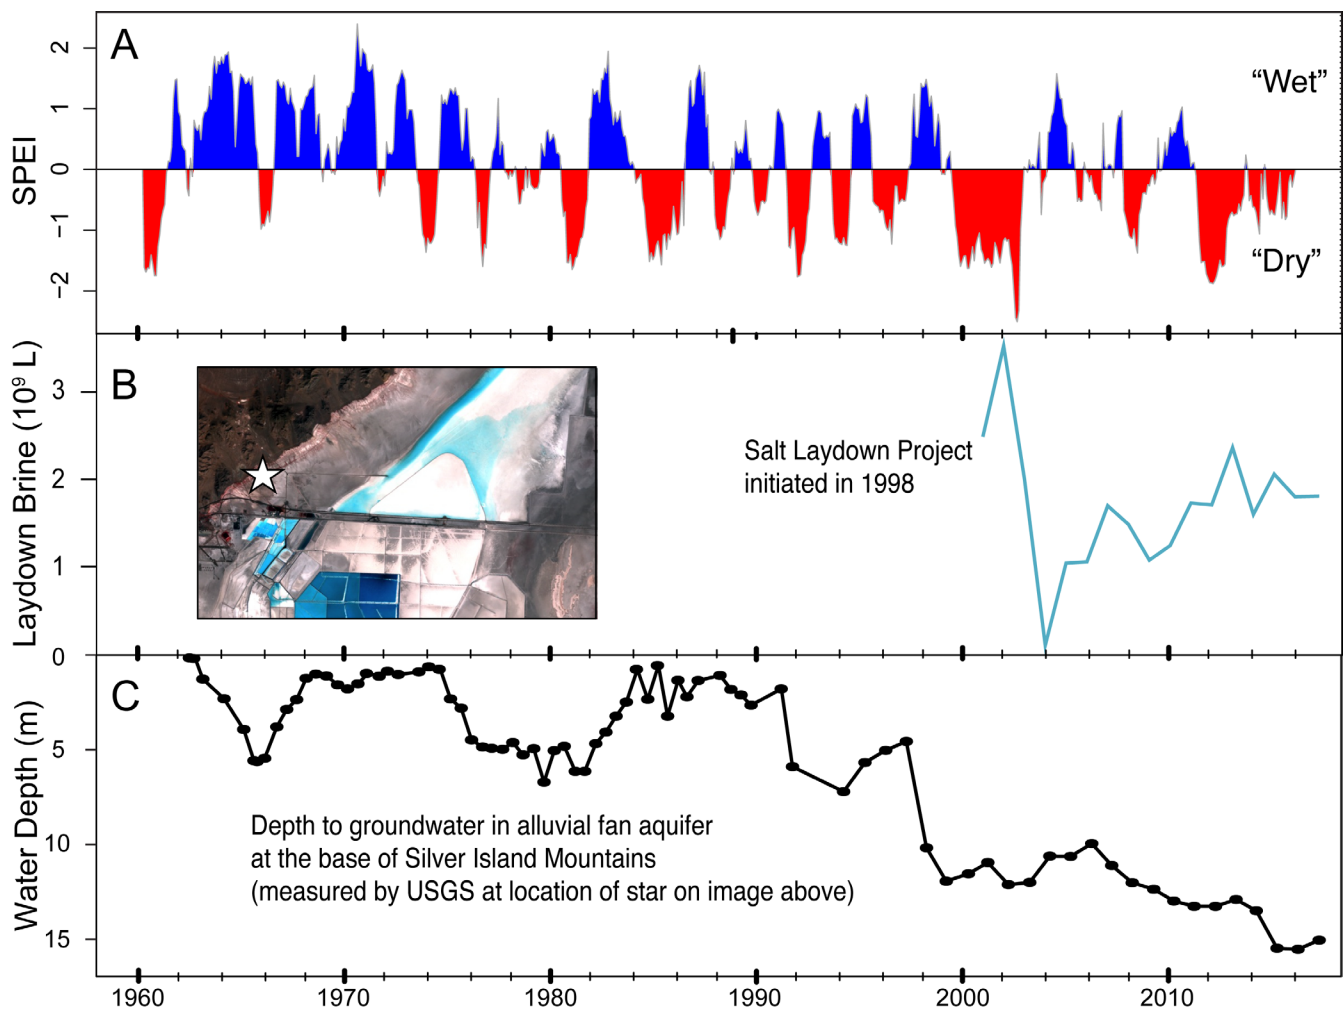 A
SPEI
2
1
0
−1
−2
“Wet”
“Dry”
B
Laydown Brine (10⁹ L)
3
2
1
0
Salt Laydown Project
initiated in 1998
C
Water Depth (m)
5
10
15
Depth to groundwater in alluvial fan aquifer
at the base of Silver Island Mountains
(measured by USGS at location of star on image above)
1960 1970 1980 1990 2000 2010